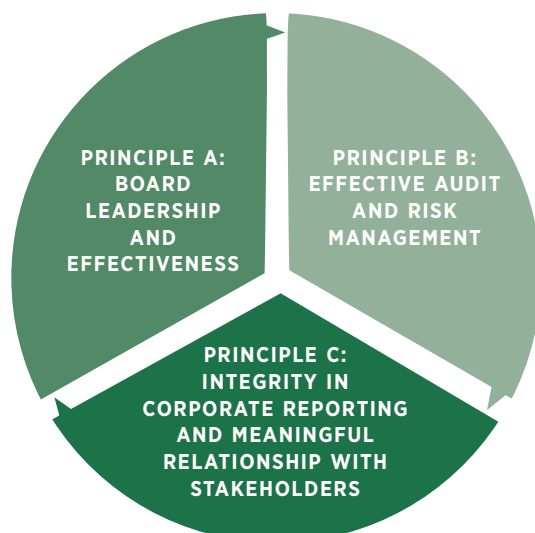 PRINCIPLE A:
BOARD
LEADERSHIP
AND
EFFECTIVENESS
PRINCIPLE B:
EFFECTIVE AUDIT
AND RISK
MANAGEMENT
PRINCIPLE C:
INTEGRITY IN
CORPORATE REPORTING
AND MEANINGFUL
RELATIONSHIP WITH
STAKEHOLDERS